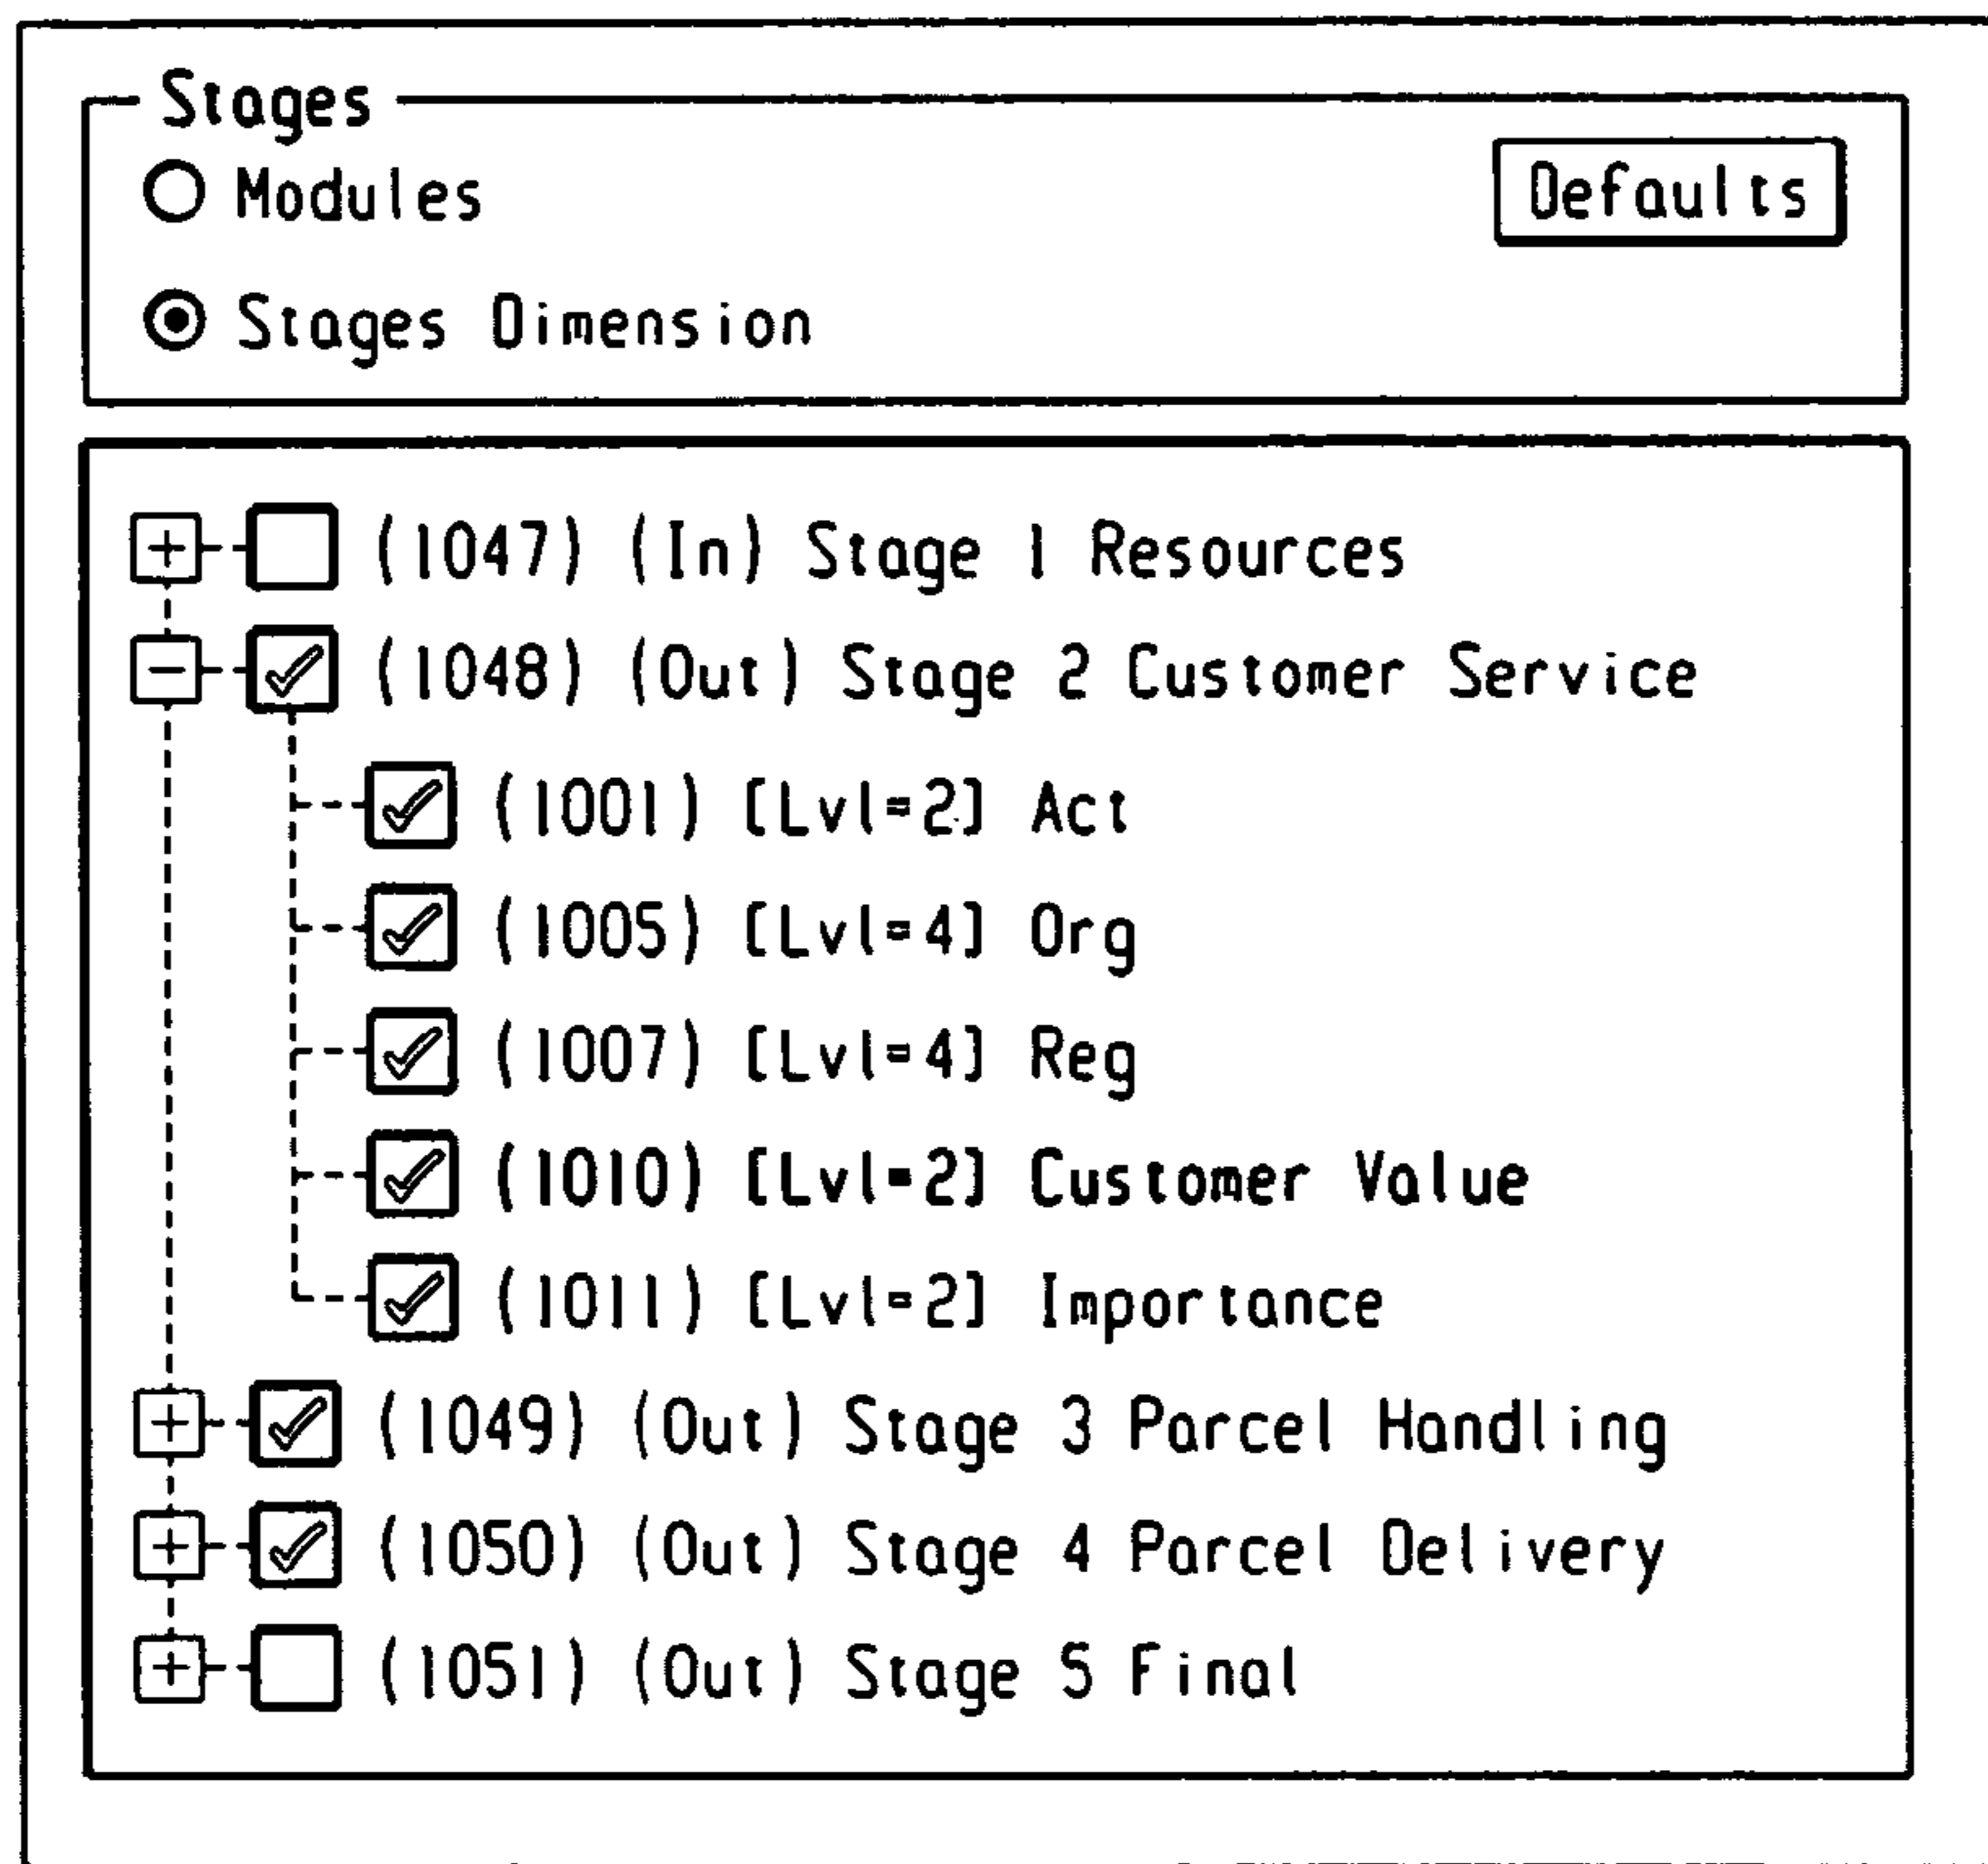 Stages
Modules
Defaults
Stages Dimension
(1047) (In) Stage 1 Resources
(1048) (Out) Stage 2 Customer Service
(1001) [Lvl=2] Act
(1005) [Lvl=4] Org
(1007) [Lvl=4] Reg
(1010) [Lvl=2] Customer Value
(1011) [Lvl=2] Importance
(1049) (Out) Stage 3 Parcel Handling
(1050) (Out) Stage 4 Parcel Delivery
(1051) (Out) Stage 5 Final